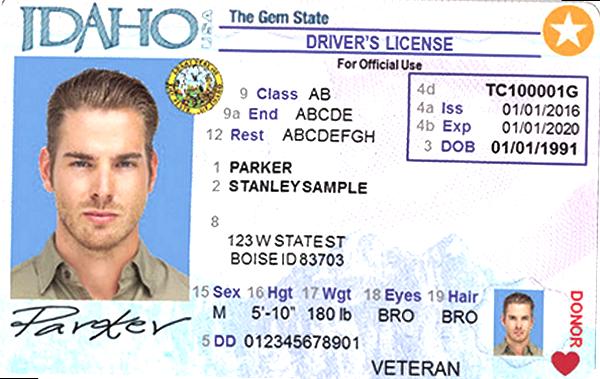 IDAHO USA The Gem State
DRIVER'S LICENSE
For Official Use
9 Class AB
9a End ABCDE
12 Rest ABCDEFGH
4d TC100001G
4a Iss 01/01/2016
4b Exp 01/01/2020
3 DOB 01/01/1991
1 PARKER
2 STANLEYSAMPLE
8
123 W STATE ST
BOISE ID 83703
15 Sex 16 Hgt 17 Wgt 18 Eyes 19 Hair
M 5'-10" 180 lb BRO BRO
5 DD 012345678901
VETERAN
DONOR
Parker